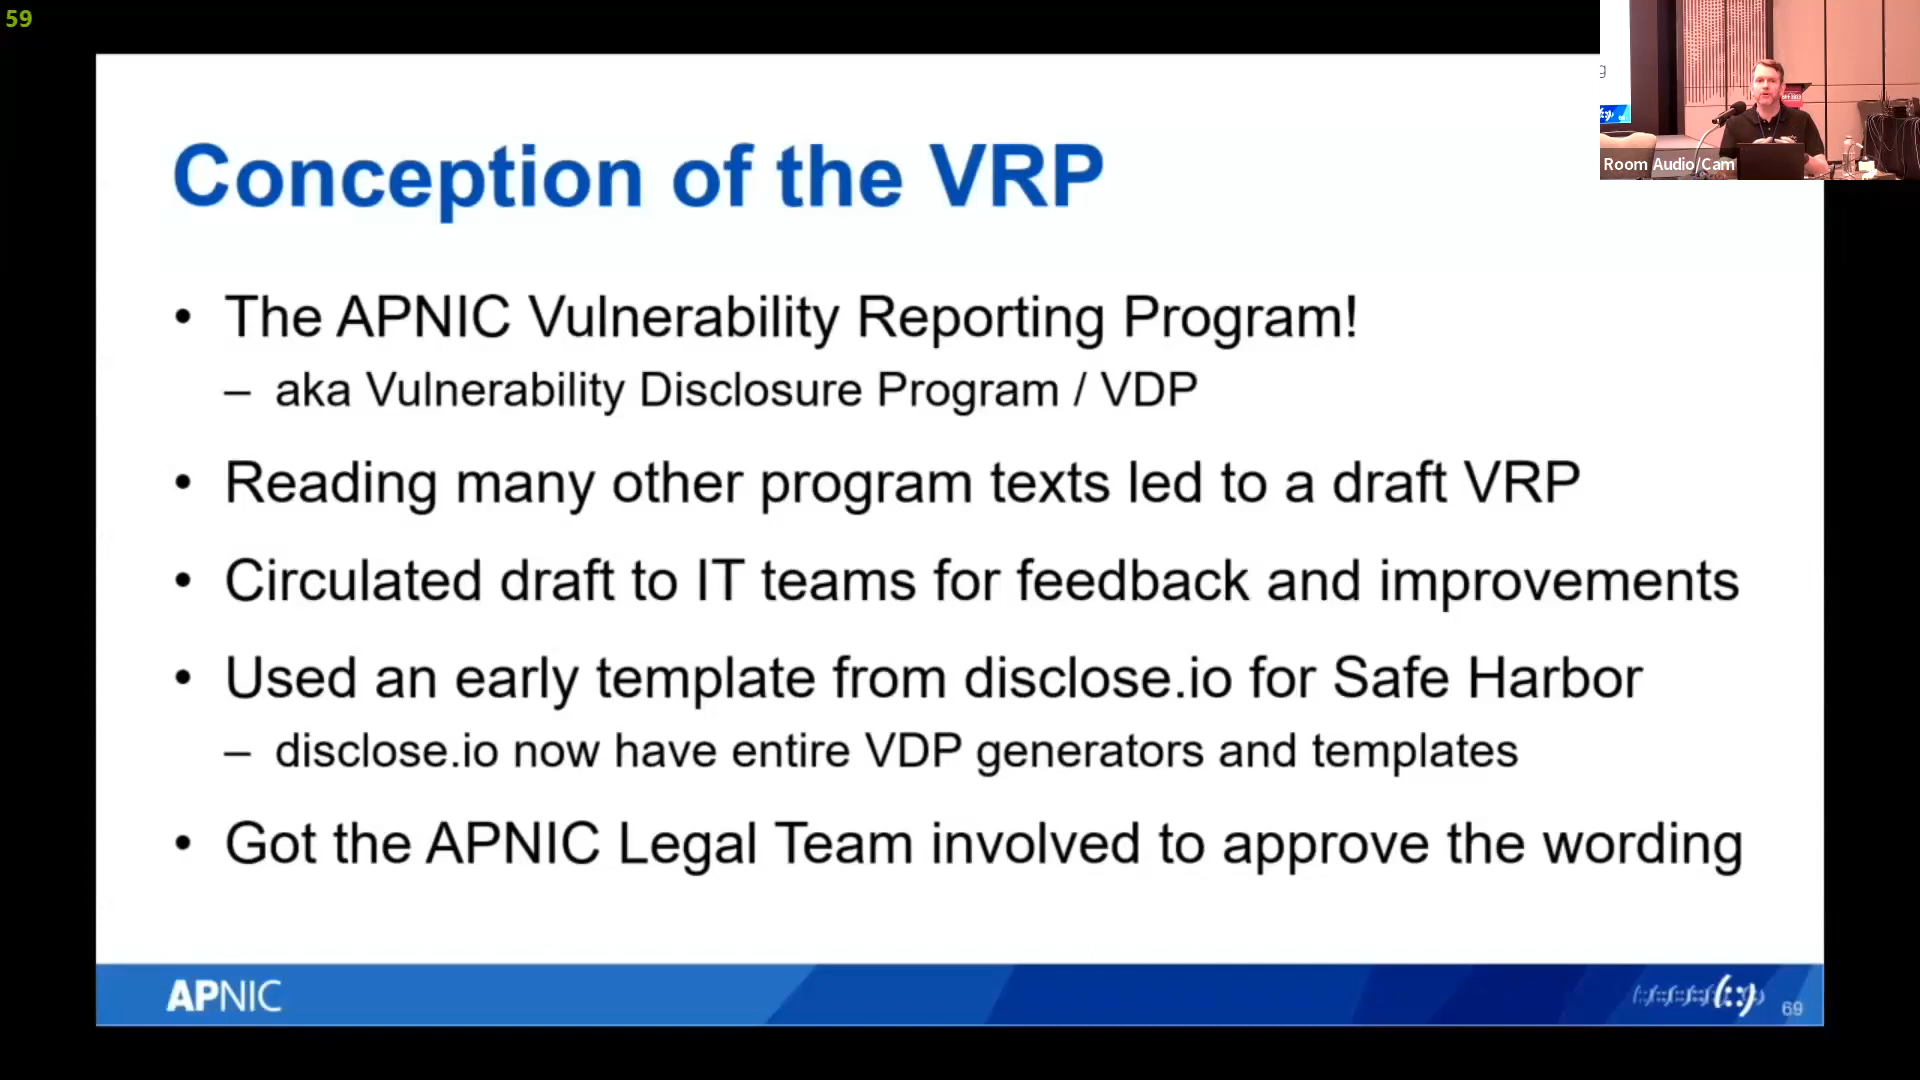 59
Conception of the VRP
• The APNIC Vulnerability Reporting Program!
– aka Vulnerability Disclosure Program / VDP
• Reading many other program texts led to a draft VRP
• Circulated draft to IT teams for feedback and improvements
• Used an early template from disclose.io for Safe Harbor
– disclose.io now have entire VDP generators and templates
• Got the APNIC Legal Team involved to approve the wording
APNIC
69
g
Room Audio/Cam